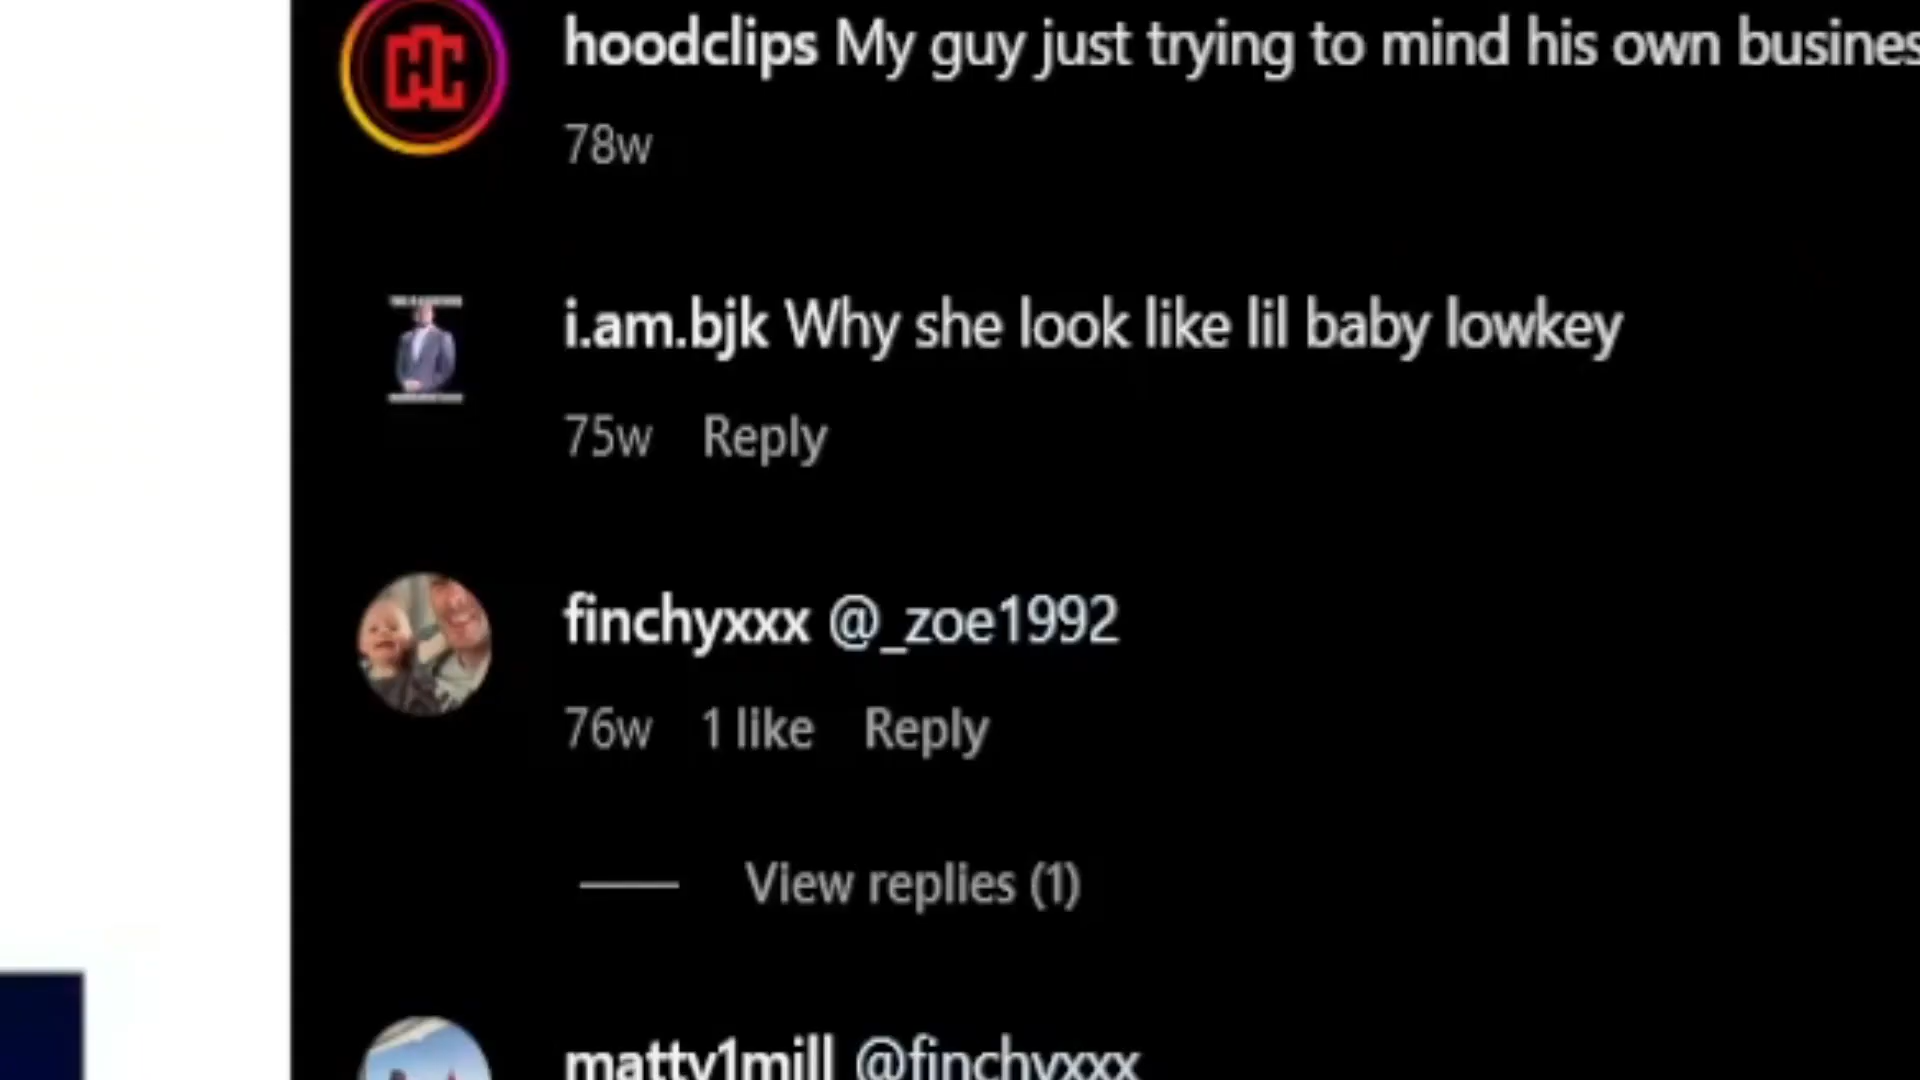 hoodclips My guy just trying to mind his own busines
78w
i.am.bjk Why she look like lil baby lowkey
75w Reply
finchyxxx @_zoe1992
76w 1 like Reply
View replies (1)
matty1mill @finchyxxx